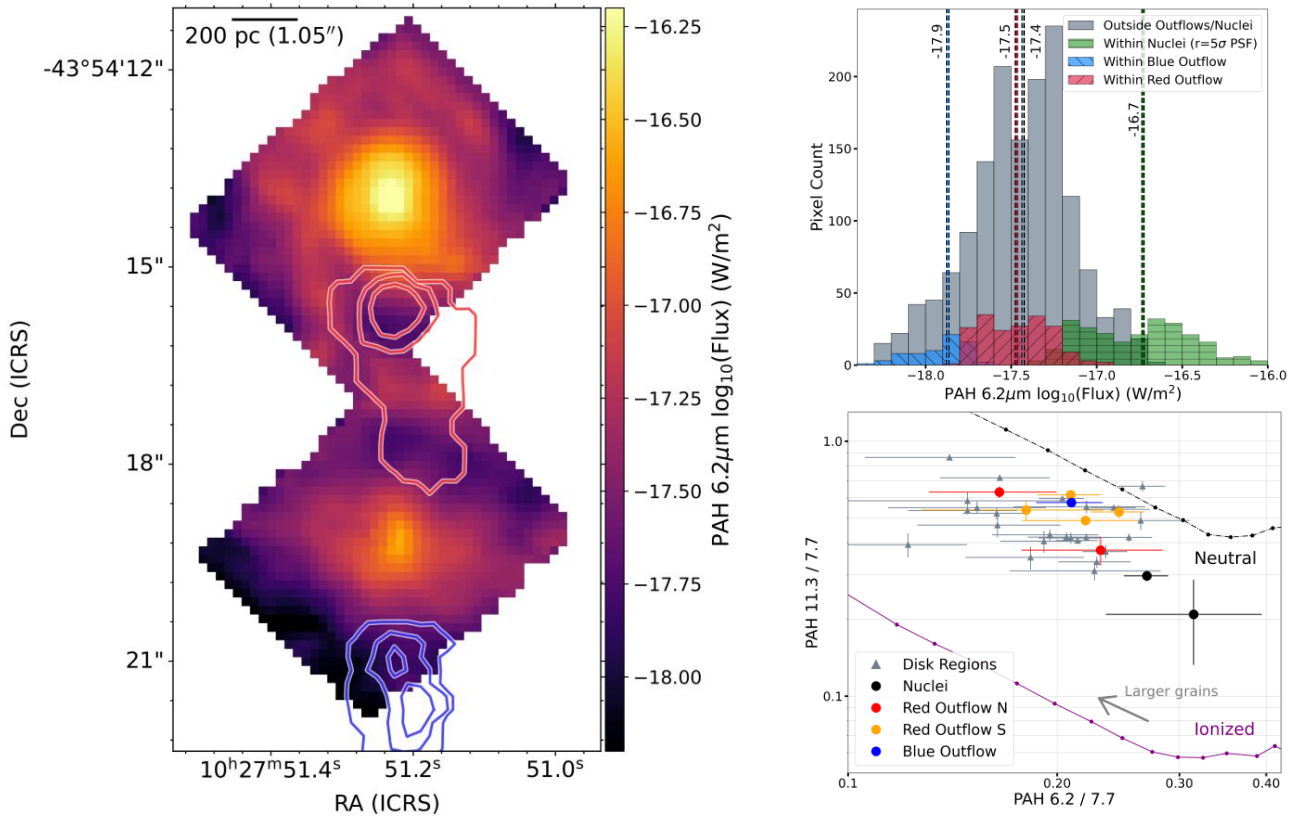 200 pc (1.05″)
-43°54'12"
15"
18"
21"
Dec (ICRS)
10ʰ27ᵐ51.4ˢ
51.2ˢ
51.0ˢ
RA (ICRS)
−16.25
−16.50
−16.75
−17.00
−17.25
−17.50
−17.75
−18.00
PAH 6.2μm log₁₀(Flux) (W/m²)
Outside Outflows/Nuclei
Within Nuclei (r=5σ PSF)
Within Blue Outflow
Within Red Outflow
-17.9
-17.5
-17.4
-16.7
200
150
100
50
0
Pixel Count
−18.0
−17.5
−17.0
−16.5
−16.0
PAH 6.2μm log₁₀(Flux) (W/m²)
1.0
0.1
PAH 11.3 / 7.7
Neutral
Larger grains
Ionized
Disk Regions
Nuclei
Red Outflow N
Red Outflow S
Blue Outflow
0.1
0.20
0.30
0.40
PAH 6.2 / 7.7